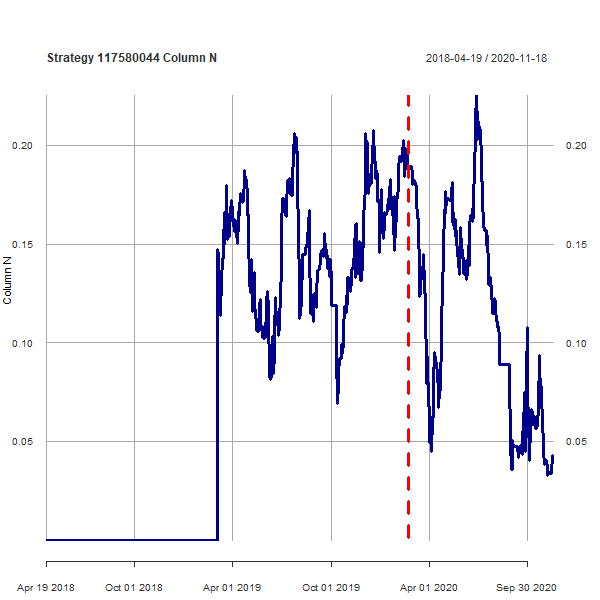 Strategy 117580044 Column N
2018-04-19 / 2020-11-18
0.20
0.20
0.15
0.15
0.10
0.10
0.05
0.05
Column N
Apr 19 2018
Oct 01 2018
Apr 01 2019
Oct 01 2019
Apr 01 2020
Sep 30 2020